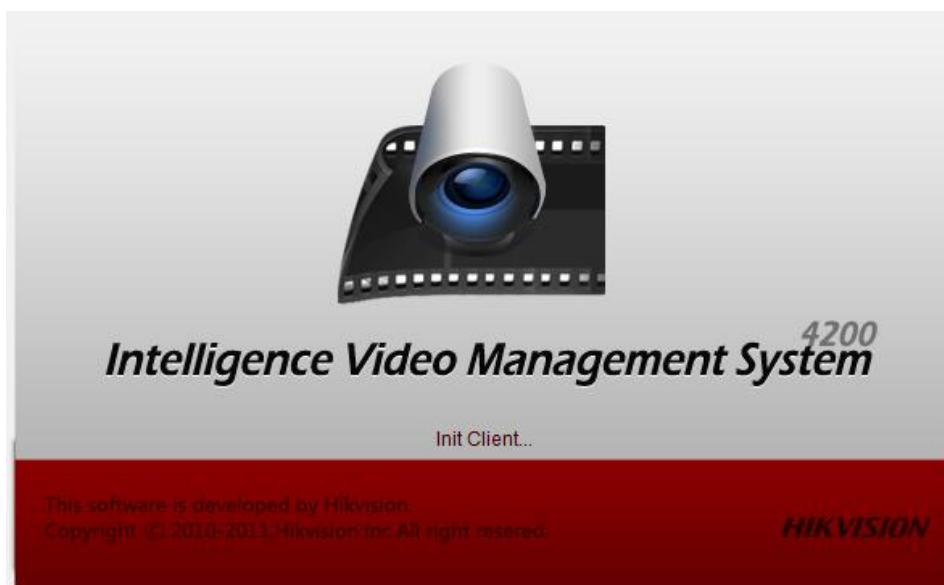 4200
Intelligence Video Management System
Init Client...
This software is developed by Hikvision.
Copyright (C) 2010-2011 Hikvision Inc All right resered.
HIKVISION